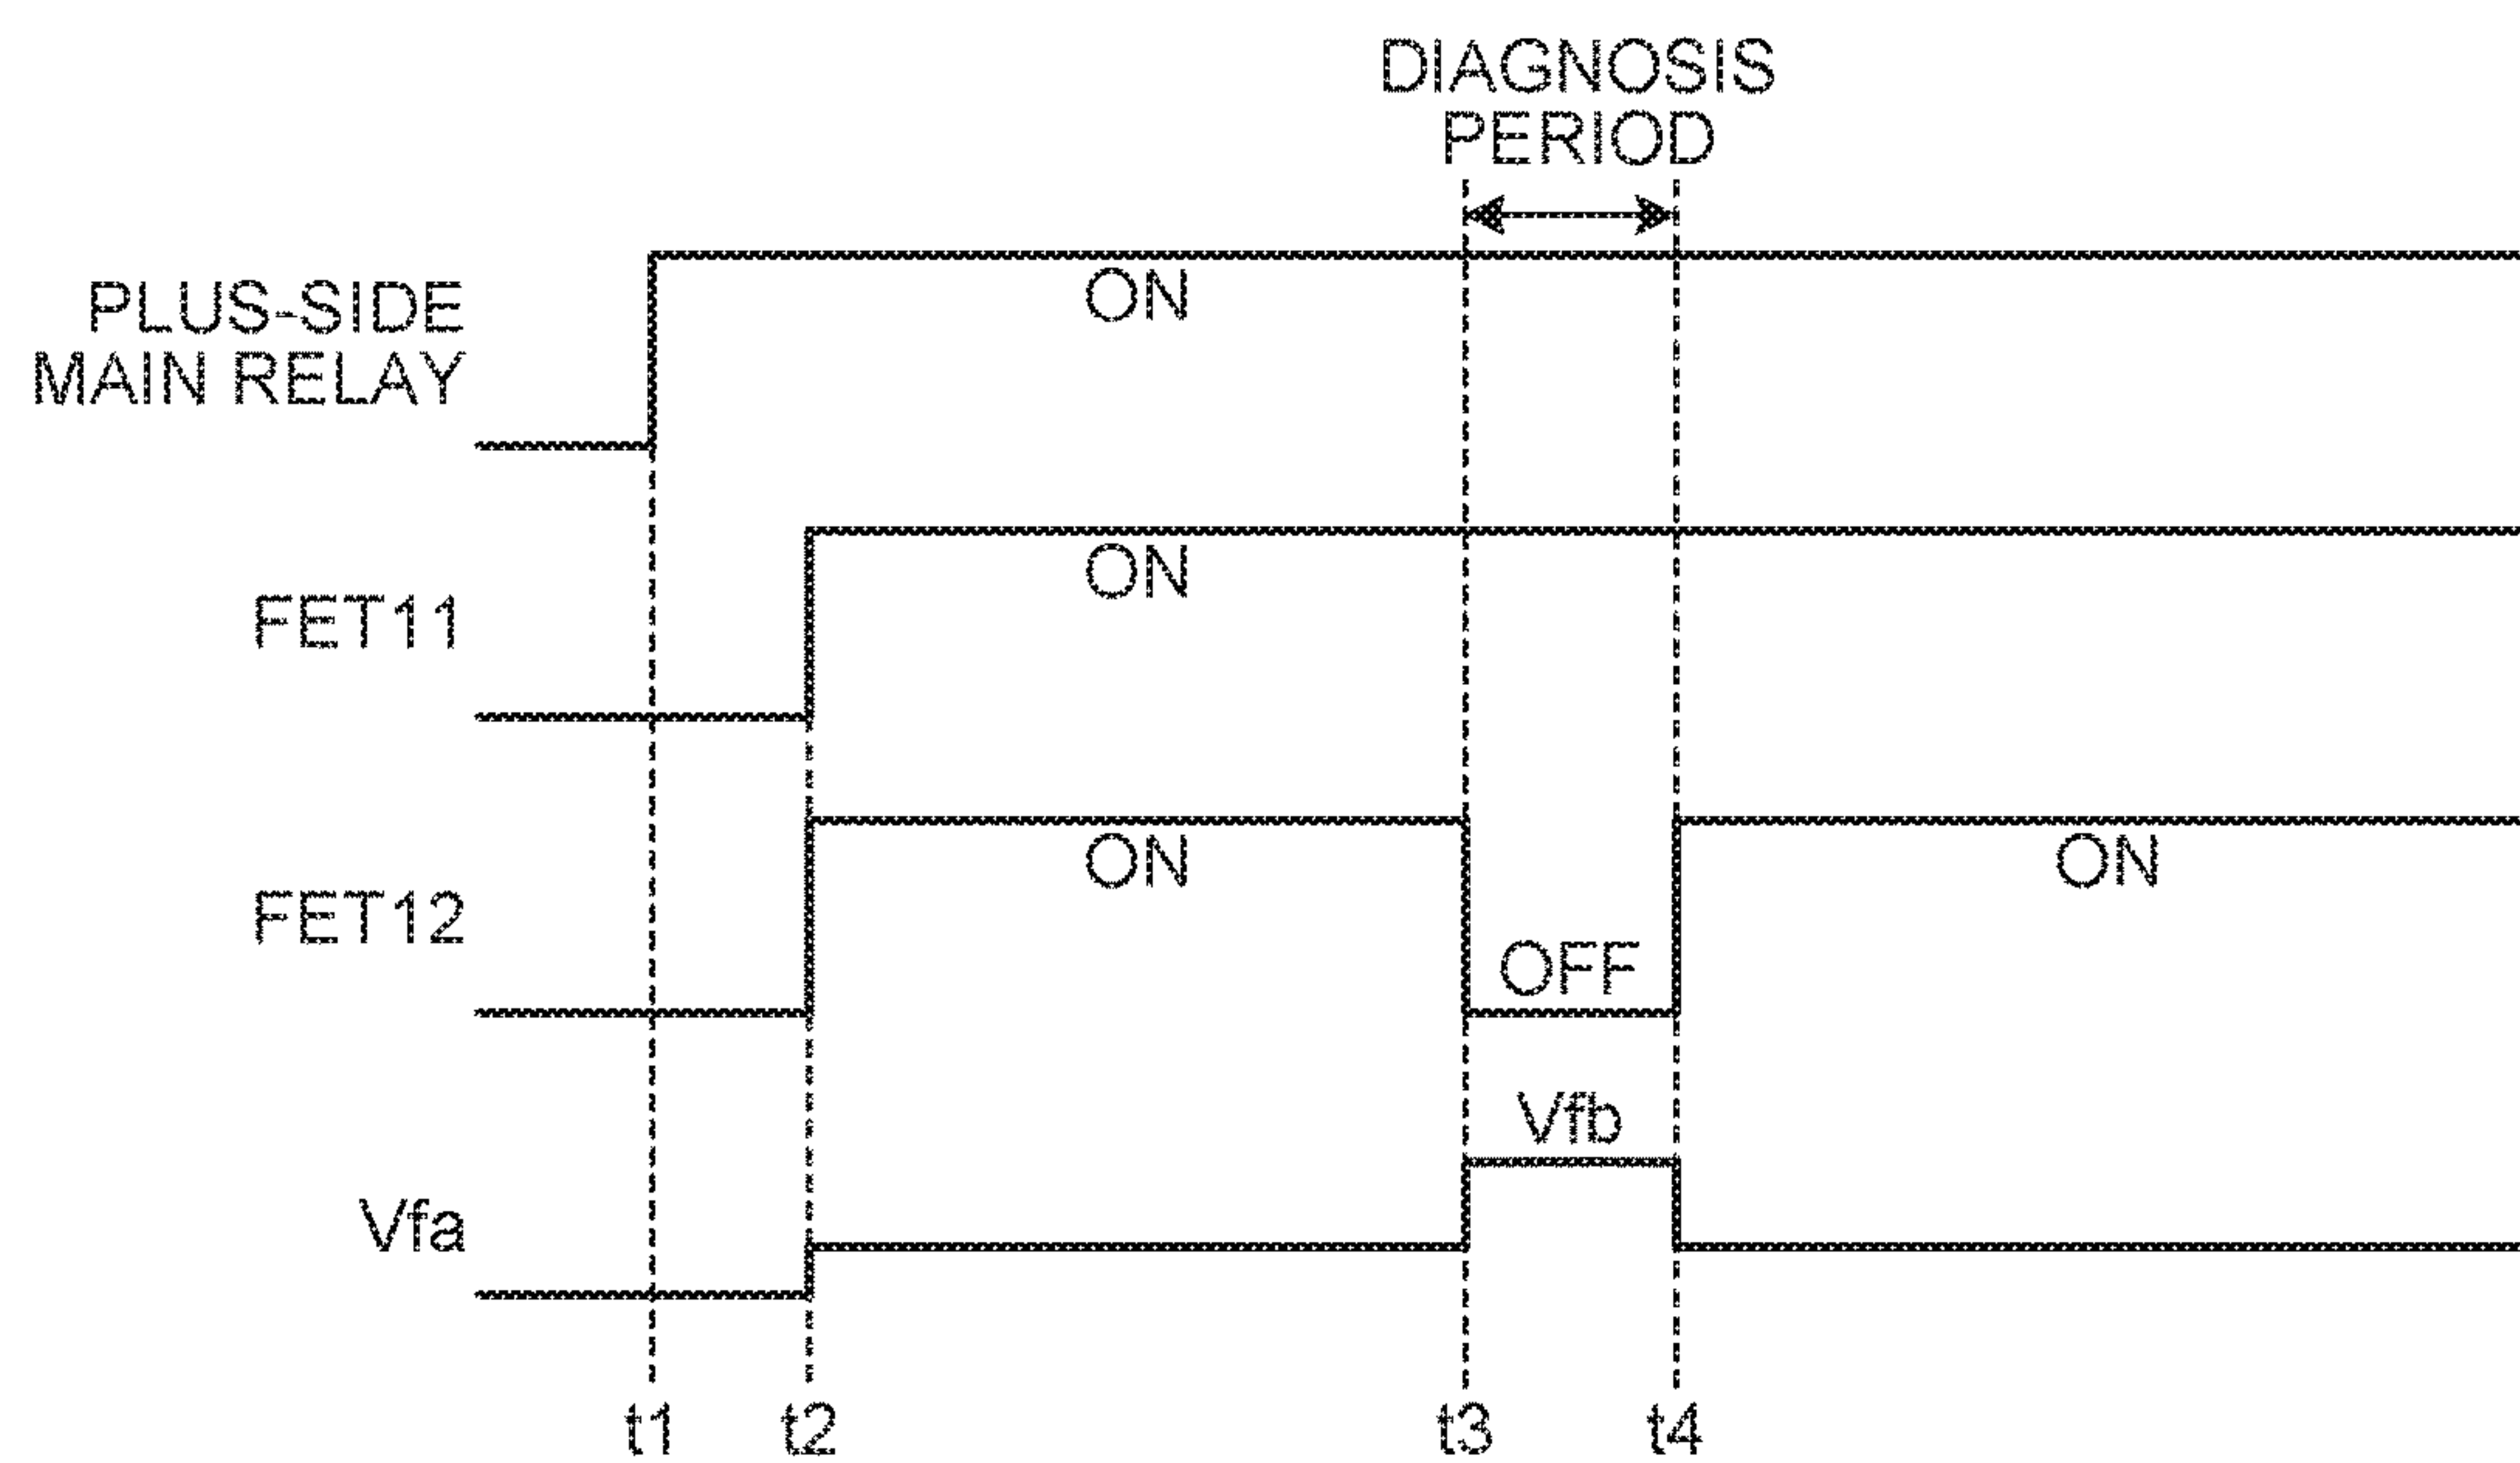 DIAGNOSIS
PERIOD
PLUS-SIDE
MAIN RELAY
ON
FET11
ON
FET12
ON
OFF
ON
Vfa
Vfb
t1
t2
t3
t4